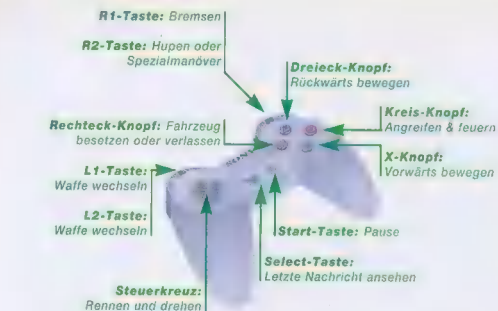 R1-Taste: Bremsen
R2-Taste: Hupen oder
Spezialmanöver
Dreieck-Knopf:
Rückwärts bewegen
Kreis-Knopf:
Angreifen & feuern
Rechteck-Knopf: Fahrzeug
besetzen oder verlassen
SONY
X-Knopf:
Vorwärts bewegen
L1-Taste:
Waffe wechseln
L2-Taste:
Waffe wechseln
Start-Taste: Pause
Select-Taste:
Letzte Nachricht ansehen
Steuerkreuz:
Rennen und drehen